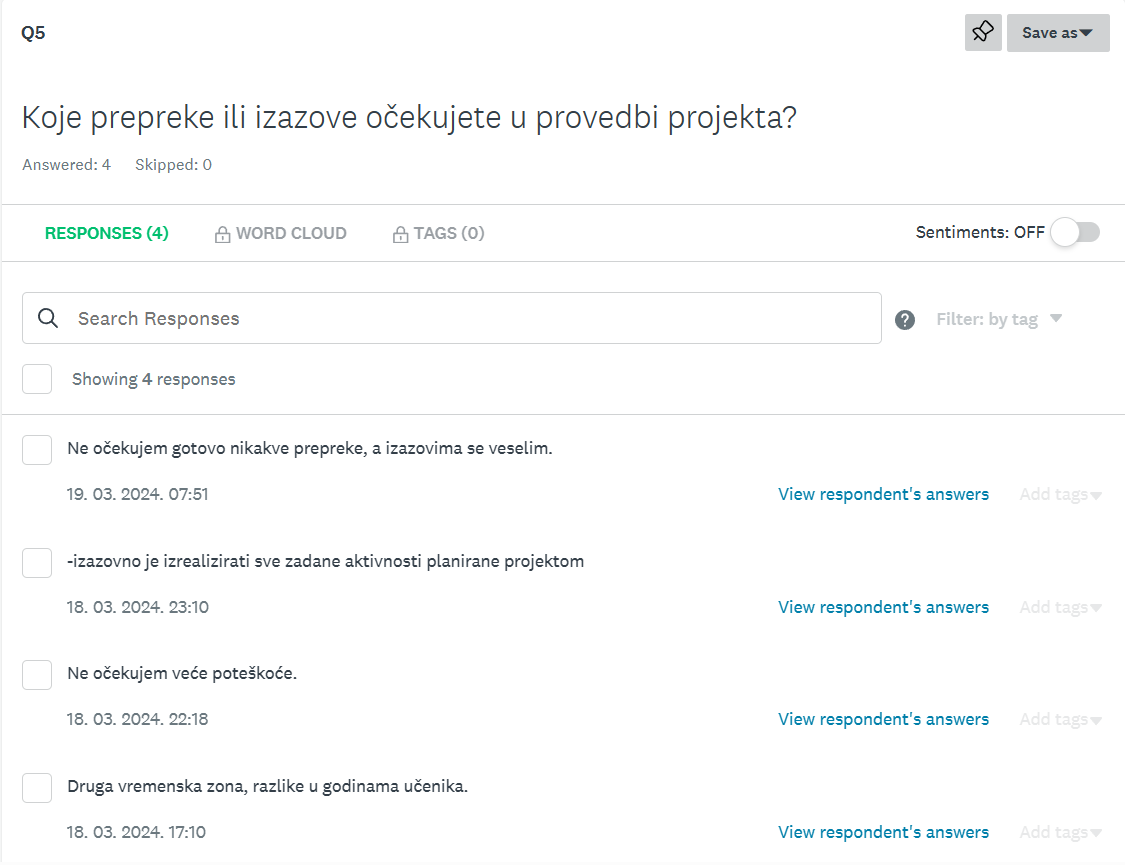 Q5
Save as
Koje prepreke ili izazove očekujete u provedbi projekta?
Answered: 4 Skipped: 0
RESPONSES (4) WORD CLOUD TAGS (0) Sentiments: OFF
Search Responses ? Filter: by tag
Showing 4 responses
Ne očekujem gotovo nikakve prepreke, a izazovima se veselim.
19. 03. 2024. 07:51 View respondent's answers Add tags
-izazovno je izrealizirati sve zadane aktivnosti planirane projektom
18. 03. 2024. 23:10 View respondent's answers Add tags
Ne očekujem veće poteškoće.
18. 03. 2024. 22:18 View respondent's answers Add tags
Druga vremenska zona, razlike u godinama učenika.
18. 03. 2024. 17:10 View respondent's answers Add tags